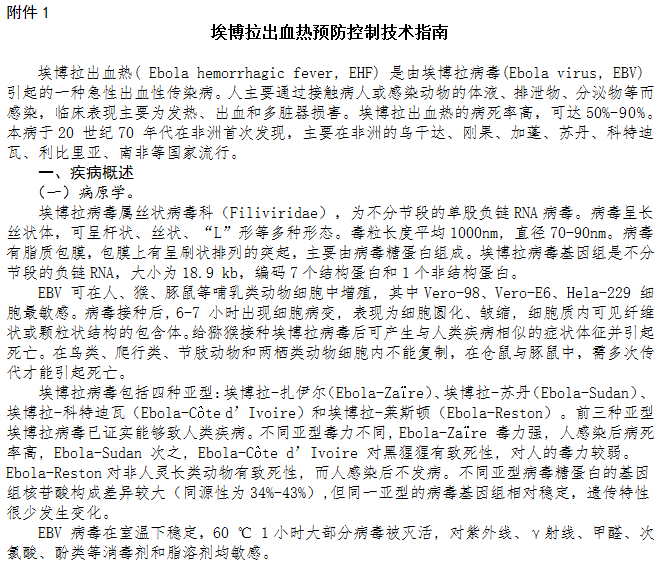 附件 1
埃博拉出血热预防控制技术指南
埃博拉出血热( Ebola hemorrhagic fever, EHF) 是由埃博拉病毒(Ebola virus, EBV)
引起的一种急性出血性传染病。人主要通过接触病人或感染动物的体液、排泄物、分泌物等而
感染, 临床表现主要为发热、出血和多脏器损害。埃博拉出血热的病死率高, 可达 50%-90%。
本病于 20 世纪 70 年代在非洲首次发现, 主要在非洲的乌干达、刚果、加蓬、苏丹、科特迪
瓦、利比里亚、南非等国家流行。
一、疾病概述
(一) 病原学。
埃博拉病毒属丝状病毒科 (Filiviridae) , 为不分节段的单股负链 RNA 病毒。病毒呈长
丝状体, 可呈杆状、丝状、“L”形等多种形态。毒粒长度平均 1000nm, 直径 70-90nm。病毒
有脂质包膜, 包膜上有呈刷状排列的突起, 主要由病毒糖蛋白组成。埃博拉病毒基因组是不分
节段的负链 RNA, 大小为 18.9 kb, 编码 7 个结构蛋白和 1 个非结构蛋白。
EBV 可在人、猴、豚鼠等哺乳类动物细胞中增殖, 其中 Vero-98、Vero-E6、Hela-229 细
胞最敏感。病毒接种后, 6-7 小时出现细胞病变, 表现为细胞圆化、皱缩, 细胞质内可见纤维
状或颗粒状结构的包含体。给猕猴接种埃博拉病毒后可产生与人类疾病相似的症状体征并引起
死亡。在鸟类、爬行类、节肢动物和两栖类动物细胞内不能复制, 在仓鼠与豚鼠中, 需多次传
代才能引起死亡。
埃博拉病毒包括四种亚型: 埃博拉-扎伊尔(Ebola-Zaïre)、埃博拉-苏丹(Ebola-Sudan)、
埃博拉-科特迪瓦 (Ebola-Côte d’Ivoire) 和埃博拉-莱斯顿 (Ebola-Reston) 。前三种亚型
埃博拉病毒已证实能够致人类疾病。不同亚型毒力不同, Ebola-Zaïre 毒力强, 人感染后病死
率高, Ebola-Sudan 次之, Ebola-Côte d’Ivoire 对黑猩猩有致死性, 对人的毒力较弱。
Ebola-Reston 对非人灵长类动物有致死性, 而人感染后不发病。不同亚型病毒糖蛋白的基因
组核苷酸构成差异较大 (同源性为 34%-43%) , 但同一亚型的病毒基因组相对稳定, 遗传特性
很少发生变化。
EBV 病毒在室温下稳定, 60 ℃ 1 小时大部分病毒被灭活, 对紫外线、γ射线、甲醛、次
氯酸、酚类等消毒剂和脂溶剂均敏感。